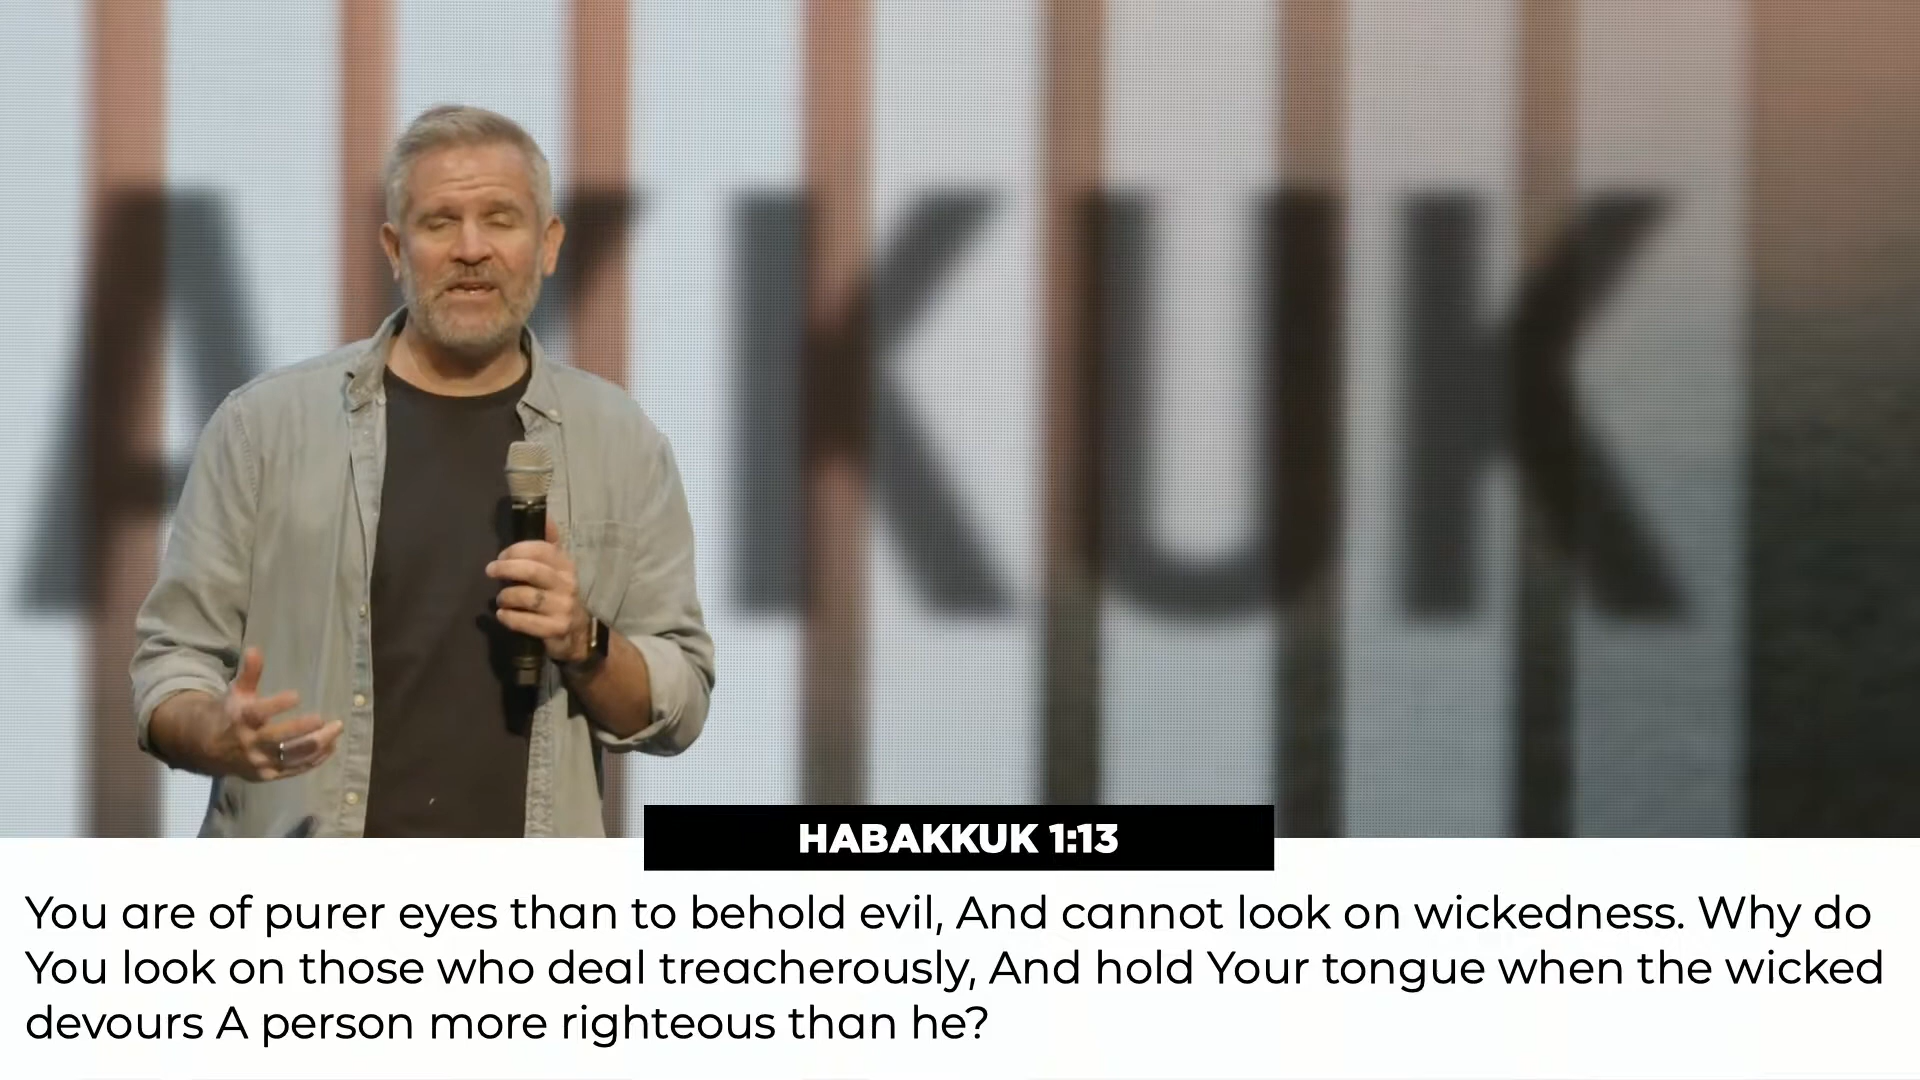 AKKUK
HABAKKUK 1:13
You are of purer eyes than to behold evil, And cannot look on wickedness. Why do
You look on those who deal treacherously, And hold Your tongue when the wicked
devours A person more righteous than he?